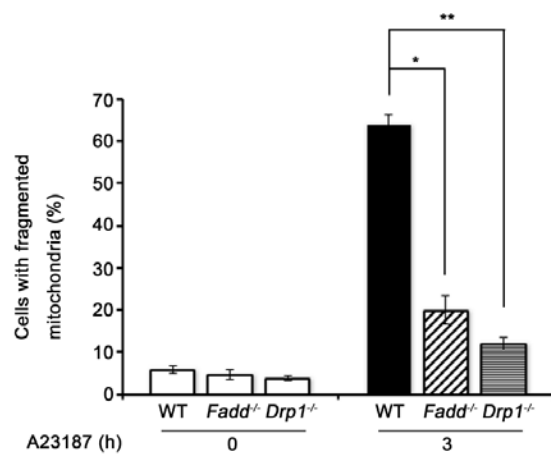 **
*
70
60
50
40
30
20
10
0
Cells with fragmented
mitochondria (%)
WT Fadd-/- Drp1-/- WT Fadd-/- Drp1-/-
A23187 (h) 0 3